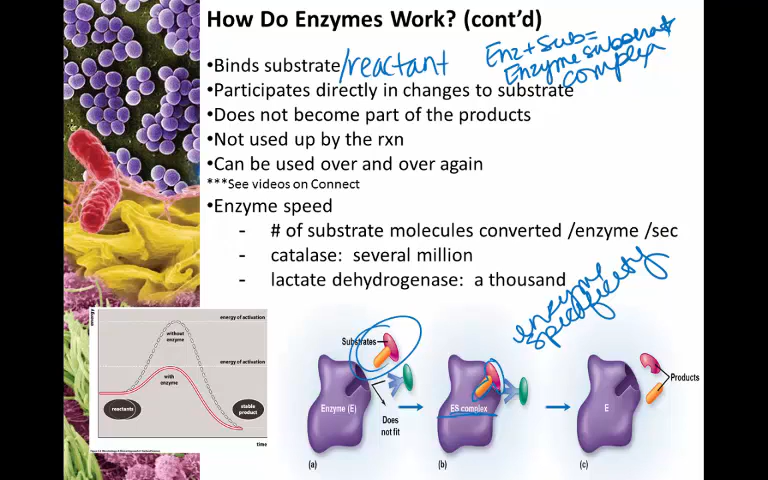 How Do Enzymes Work? (cont'd)
Enz + Sub =
Enzyme substrat
complex
•Binds substrate/reactant
•Participates directly in changes to substrate
•Does not become part of the products
•Not used up by the rxn
•Can be used over and over again
***See videos on Connect
•Enzyme speed
- # of substrate molecules converted /enzyme /sec
- catalase: several million
- lactate dehydrogenase: a thousand
enzyme
specificity
energy of activation
without
enzyme
energy of activation
with
enzyme
reactants
stable
product
time
Substrates
Enzyme (E)
Does
not fit
ES complex
E
Products
(a)
(b)
(c)